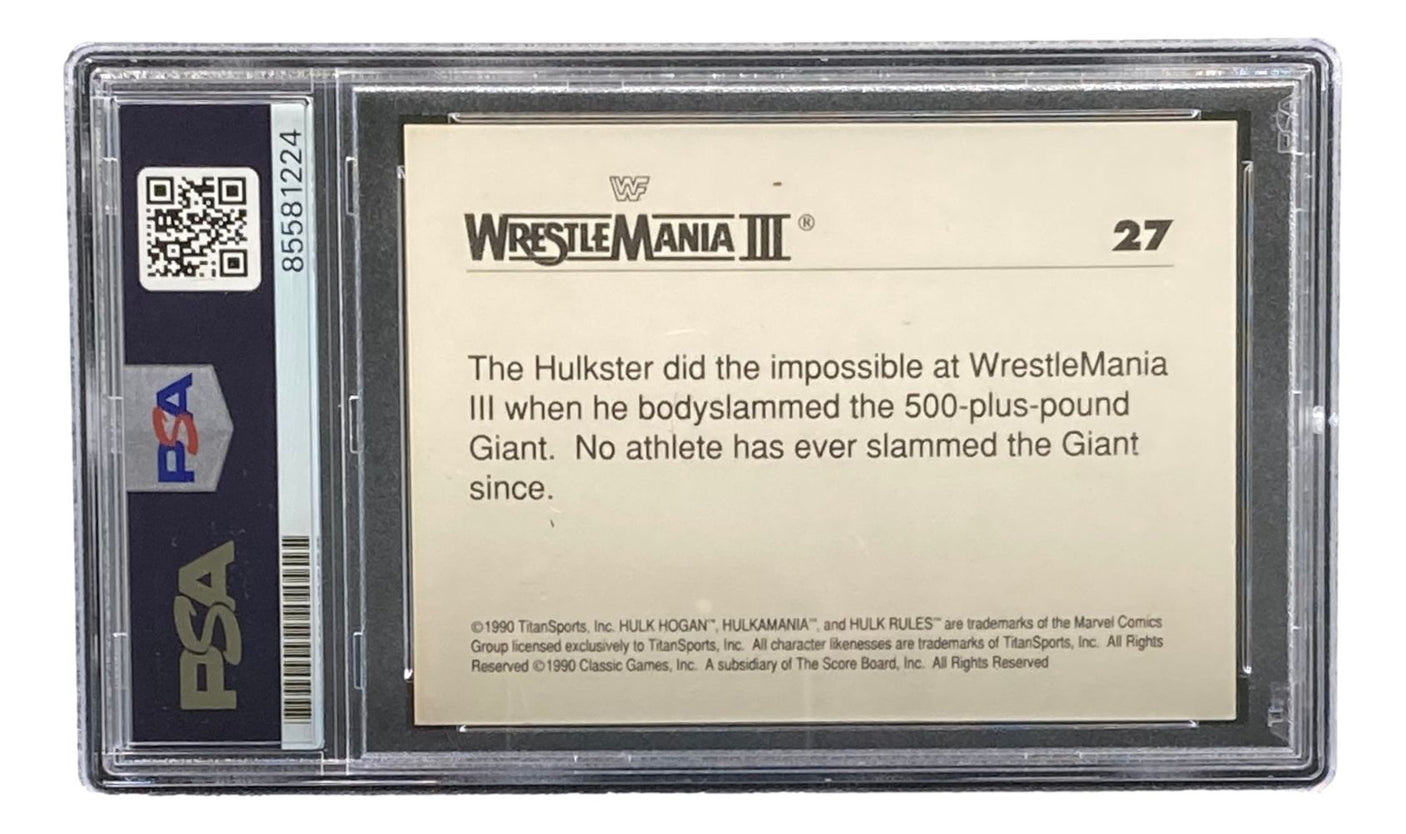 85581224
PSA
PSA
WF
WRESTLEMANIA III ®
27
The Hulkster did the impossible at WrestleMania
III when he bodyslammed the 500-plus-pound
Giant. No athlete has ever slammed the Giant
since.
©1990 TitanSports, Inc. HULK HOGAN™, HULKAMANIA™, and HULK RULES™ are trademarks of the Marvel Comics
Group licensed exclusively to TitanSports, Inc. All character likenesses are trademarks of TitanSports, Inc. All Rights
Reserved ©1990 Classic Games, Inc. A subsidiary of The Score Board, Inc. All Rights Reserved
PSA